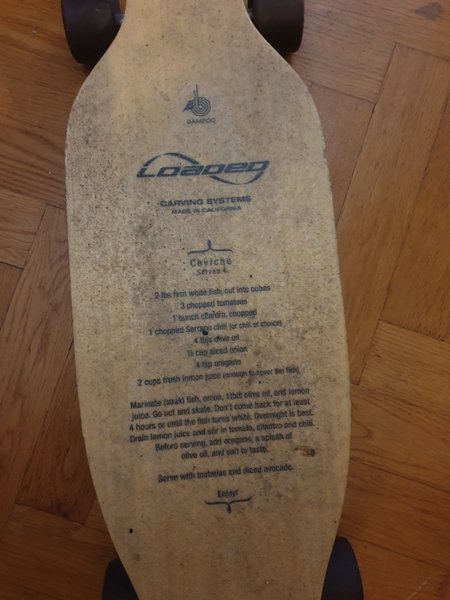 BAMBOO
Loaded
CARVING SYSTEMS
MADE IN CALIFORNIA
Ceviche
Serves 4
2 lbs firm white fish, cut into cubes
3 chopped tomatoes
1 bunch cilantro, chopped
1 chopped Serrano chili (or chili of choice)
4 tbls olive oil
½ cup diced onion
4 tsp oregano
2 cups fresh lemon juice (enough to cover the fish)
Marinate (soak) fish, onion, 1tbl olive oil, and lemon
juice. Go out and skate. Don't come back for at least
4 hours or until the fish turns white. Overnight is best.
Drain lemon juice and stir in tomato, cilantro and chili.
Before serving, add oregano, a splash of
olive oil, and salt to taste.
Serve with tostadas and diced avocado.
Enjoy!